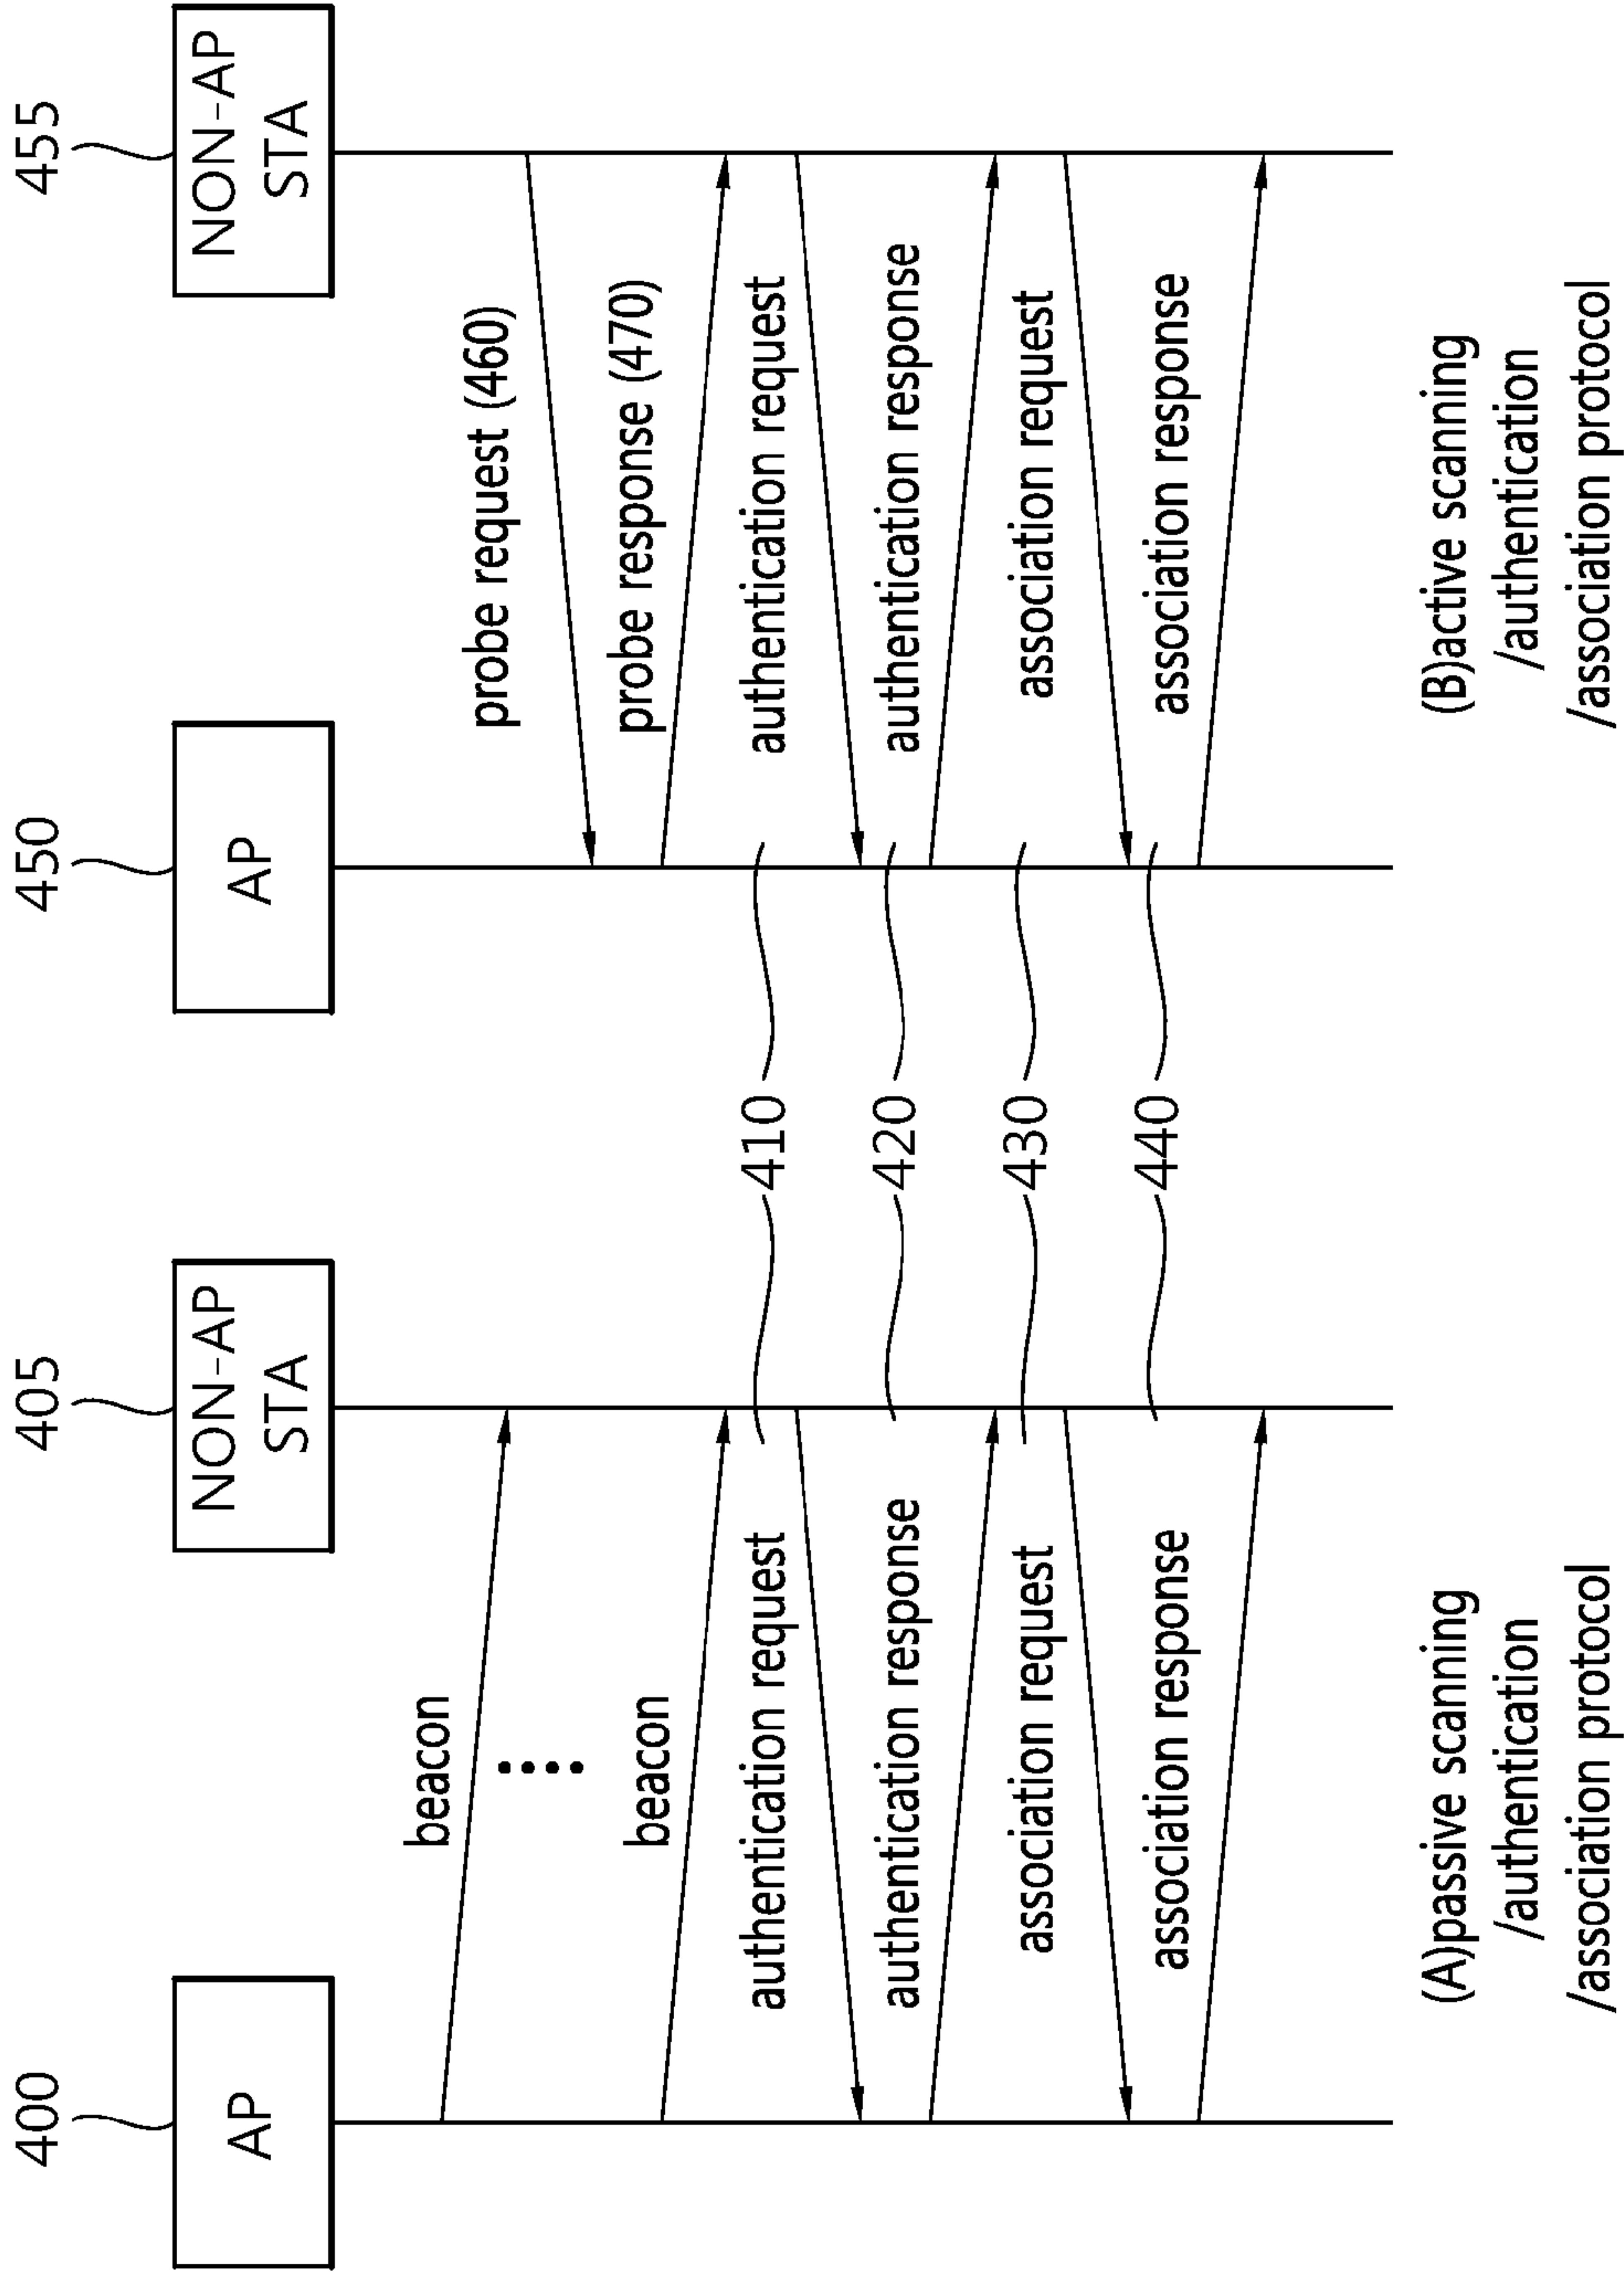 400
405
450
455
AP
NON-AP
STA
AP
NON-AP
STA
beacon
beacon
authentication request
authentication response
association request
association response
410
420
430
440
probe request (460)
probe response (470)
authentication request
authentication response
association request
association response
(A)passive scanning
/authentication
/association protocol
(B)active scanning
/authentication
/association protocol